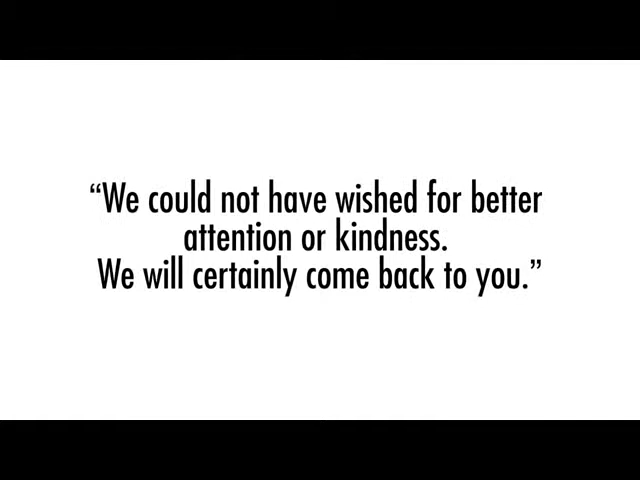 “We could not have wished for better
attention or kindness.
We will certainly come back to you.”